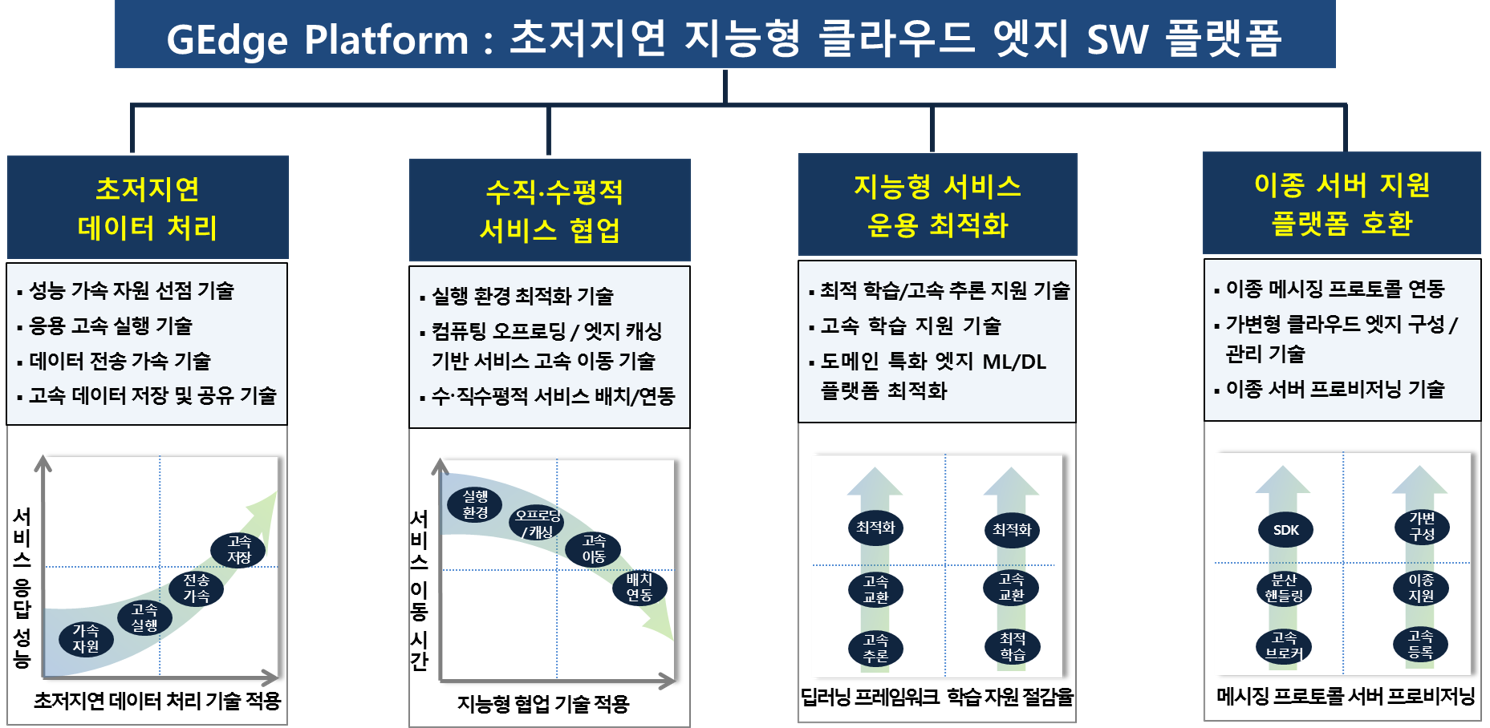 GEdge Platform : 초저지연 지능형 클라우드 엣지 SW 플랫폼
초저지연
데이터 처리
▪ 성능 가속 자원 선점 기술
▪ 응용 고속 실행 기술
▪ 데이터 전송 가속 기술
▪ 고속 데이터 저장 및 공유 기술
서비스 응답 성능
가속
자원
고속
실행
전송
가속
고속
저장
초저지연 데이터 처리 기술 적용
수직·수평적
서비스 협업
▪ 실행 환경 최적화 기술
▪ 컴퓨팅 오프로딩 / 엣지 캐싱
기반 서비스 고속 이동 기술
▪ 수·직수평적 서비스 배치/연동
서비스 이동 시간
실행
환경
오프로딩
/ 캐싱
고속
이동
배치
연동
지능형 협업 기술 적용
지능형 서비스
운용 최적화
▪ 최적 학습/고속 추론 지원 기술
▪ 고속 학습 지원 기술
▪ 도메인 특화 엣지 ML/DL
플랫폼 최적화
최적화
고속
교환
고속
추론
최적화
고속
교환
최적
학습
딥러닝 프레임워크 학습 자원 절감율
이종 서버 지원
플랫폼 호환
▪ 이종 메시징 프로토콜 연동
▪ 가변형 클라우드 엣지 구성 /
관리 기술
▪ 이종 서버 프로비저닝 기술
SDK
분산
핸들링
고속
브로커
가변
구성
이종
지원
고속
등록
메시징 프로토콜 서버 프로비저닝